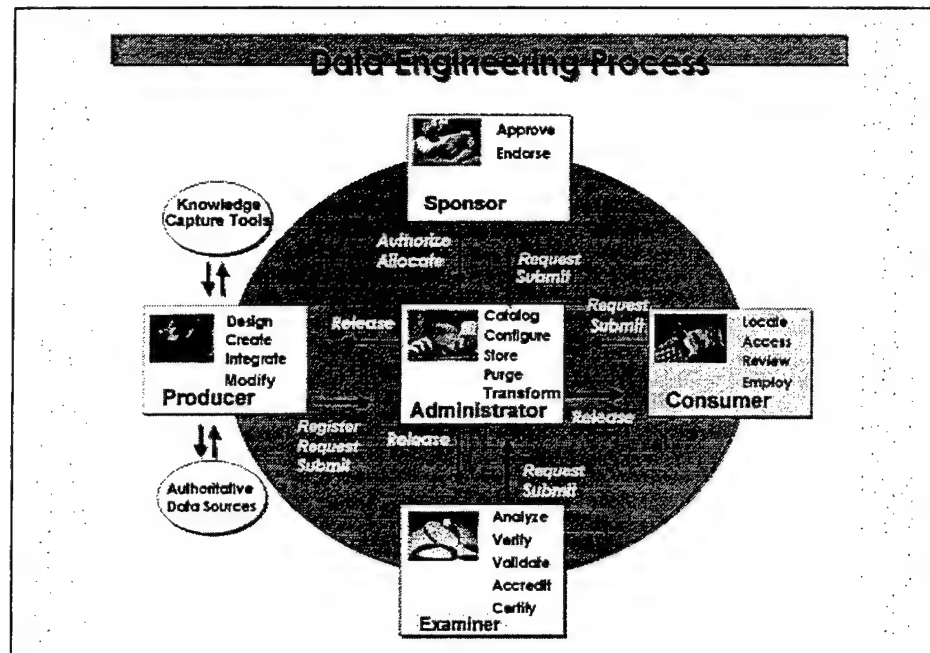 Data Engineering Process
Approve
Endorse
Sponsor
Knowledge
Capture Tools
Authorize
Allocate
Request
Submit
Design
Create
Integrate
Modify
Producer
Release
Catalog
Configure
Store
Purge
Transform
Administrator
Request
Submit
Locate
Access
Review
Employ
Consumer
Release
Register
Request
Submit
Release
Request
Submit
Authoritative
Data Sources
Analyze
Verify
Validate
Accredit
Certify
Examiner